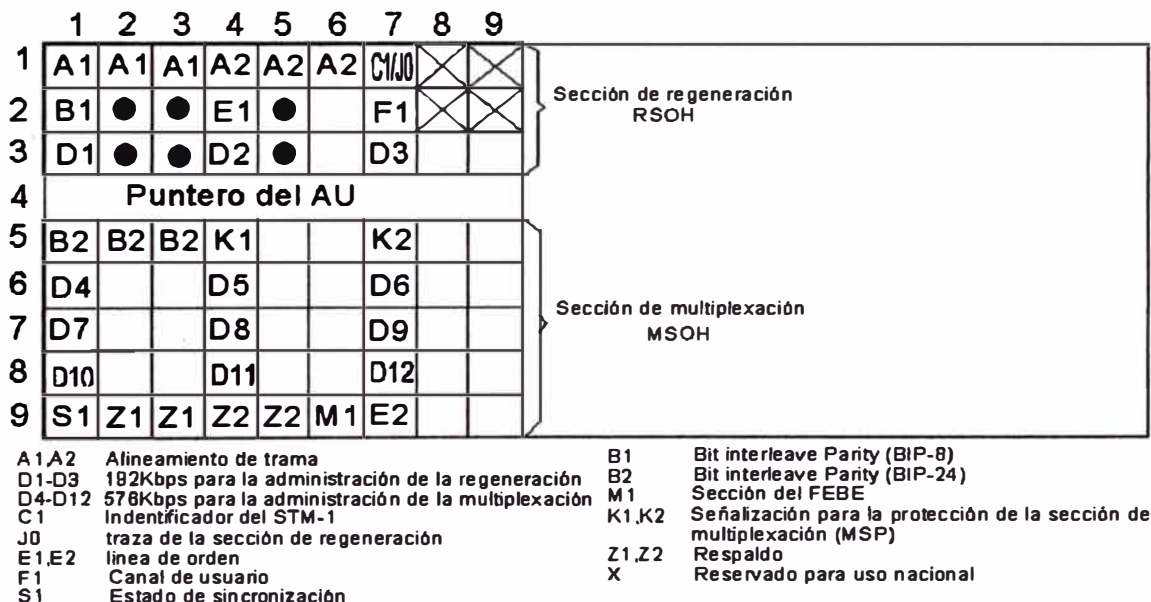 1 2 3 4 5 6 7 8 9
1 A1 A1 A1 A2 A2 A2 C1/J0
2 B1 E1 F1
3 D1 D2 D3
Sección de regeneración
RSOH
4 Puntero del AU
5 B2 B2 B2 K1 K2
6 D4 D5 D6
7 D7 D8 D9
8 D10 D11 D12
9 S1 Z1 Z1 Z2 Z2 M1 E2
Sección de multiplexación
MSOH
A1,A2 Alineamiento de trama
D1-D3 192Kbps para la administración de la regeneración
D4-D12 576Kbps para la administración de la multiplexación
C1 Indentificador del STM-1
J0 traza de la sección de regeneración
E1,E2 linea de orden
F1 Canal de usuario
S1 Estado de sincronización
B1 Bit interleave Parity (BIP-8)
B2 Bit interleave Parity (BIP-24)
M1 Sección del FEBE
K1,K2 Señalización para la protección de la sección de
multiplexación (MSP)
Z1,Z2 Respaldo
X Reservado para uso nacional